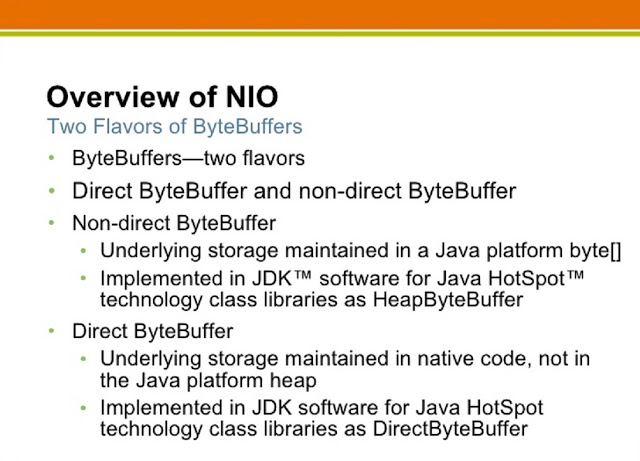 Overview of NIO
Two Flavors of ByteBuffers
• ByteBuffers—two flavors
• Direct ByteBuffer and non-direct ByteBuffer
• Non-direct ByteBuffer
• Underlying storage maintained in a Java platform byte[]
• Implemented in JDK™ software for Java HotSpot™
technology class libraries as HeapByteBuffer
• Direct ByteBuffer
• Underlying storage maintained in native code, not in
the Java platform heap
• Implemented in JDK software for Java HotSpot
technology class libraries as DirectByteBuffer